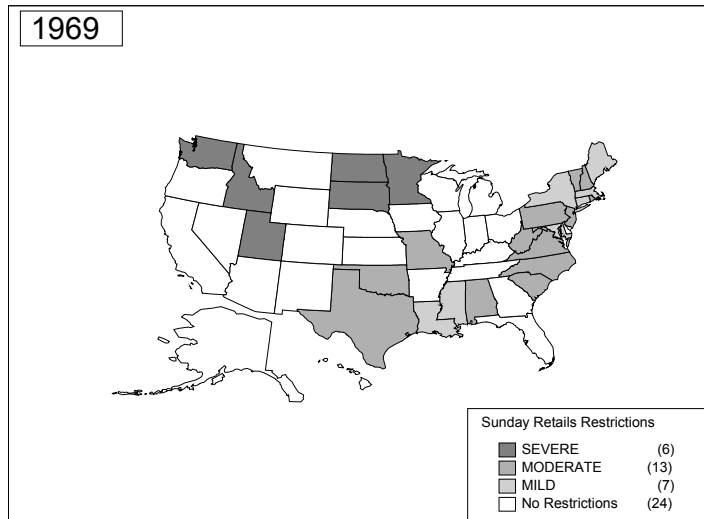 1969
Sunday Retails Restrictions
SEVERE (6)
MODERATE (13)
MILD (7)
No Restrictions (24)